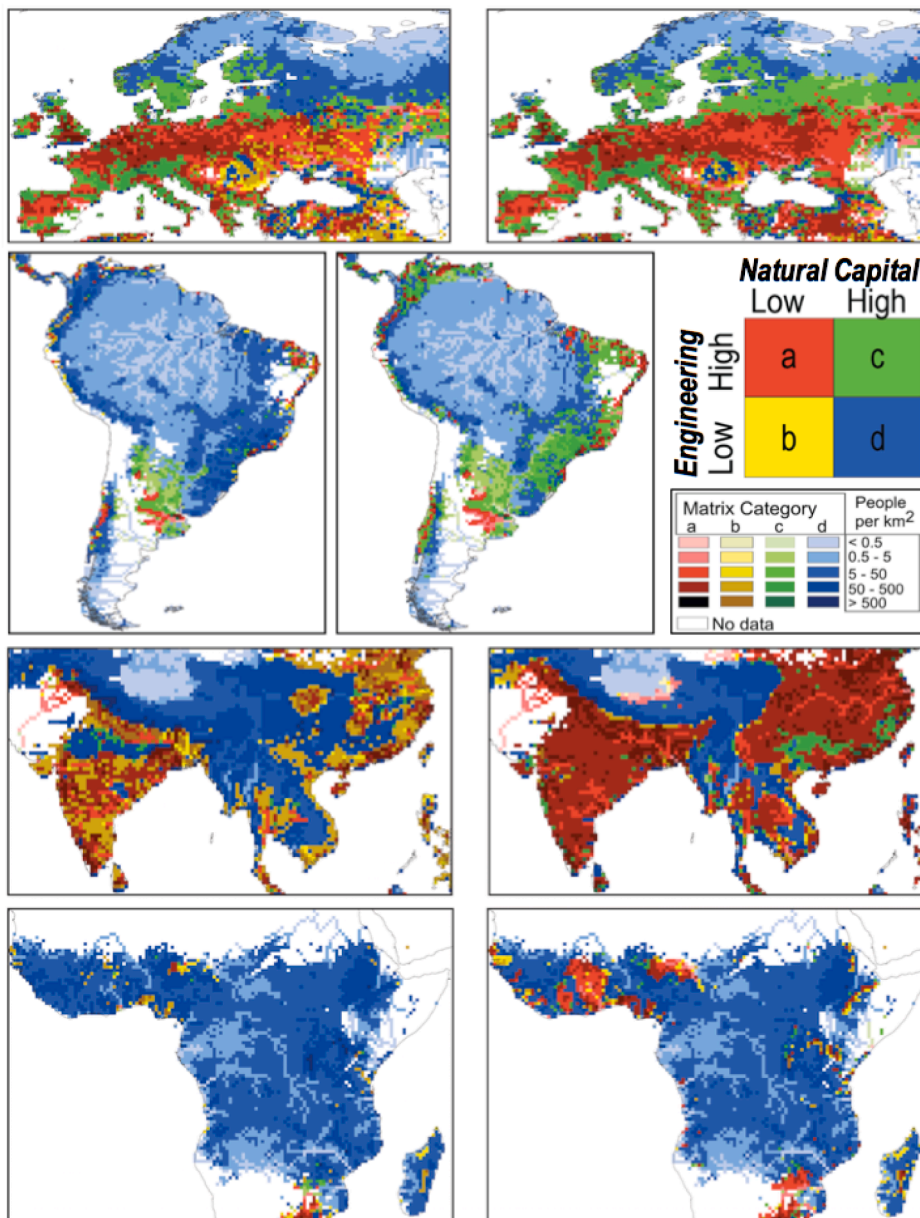 Natural Capital
Low High
Engineering
High
Low
a c
b d
Matrix Category
People
per km²
a b c d
< 0.5
0.5 - 5
5 - 50
50 - 500
> 500
No data